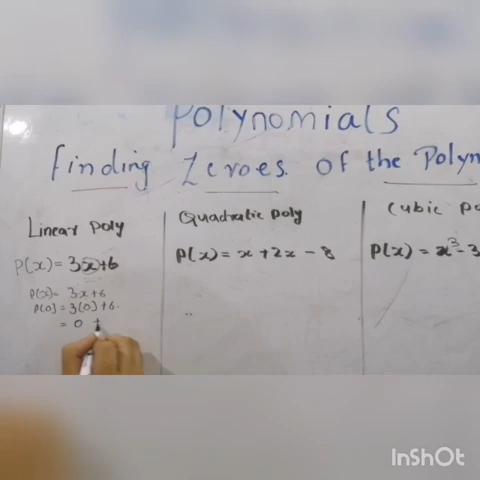 Polynomials
Finding Zeroes of the Polyn
Linear Poly
P(x)=3x+6
P(x)= 3x+6
P(0)=3(0)+6.
= 0 +
Quadratic poly
P(x)=x+2x-8
Cubic Po
P(x)=x³-3
InShOt